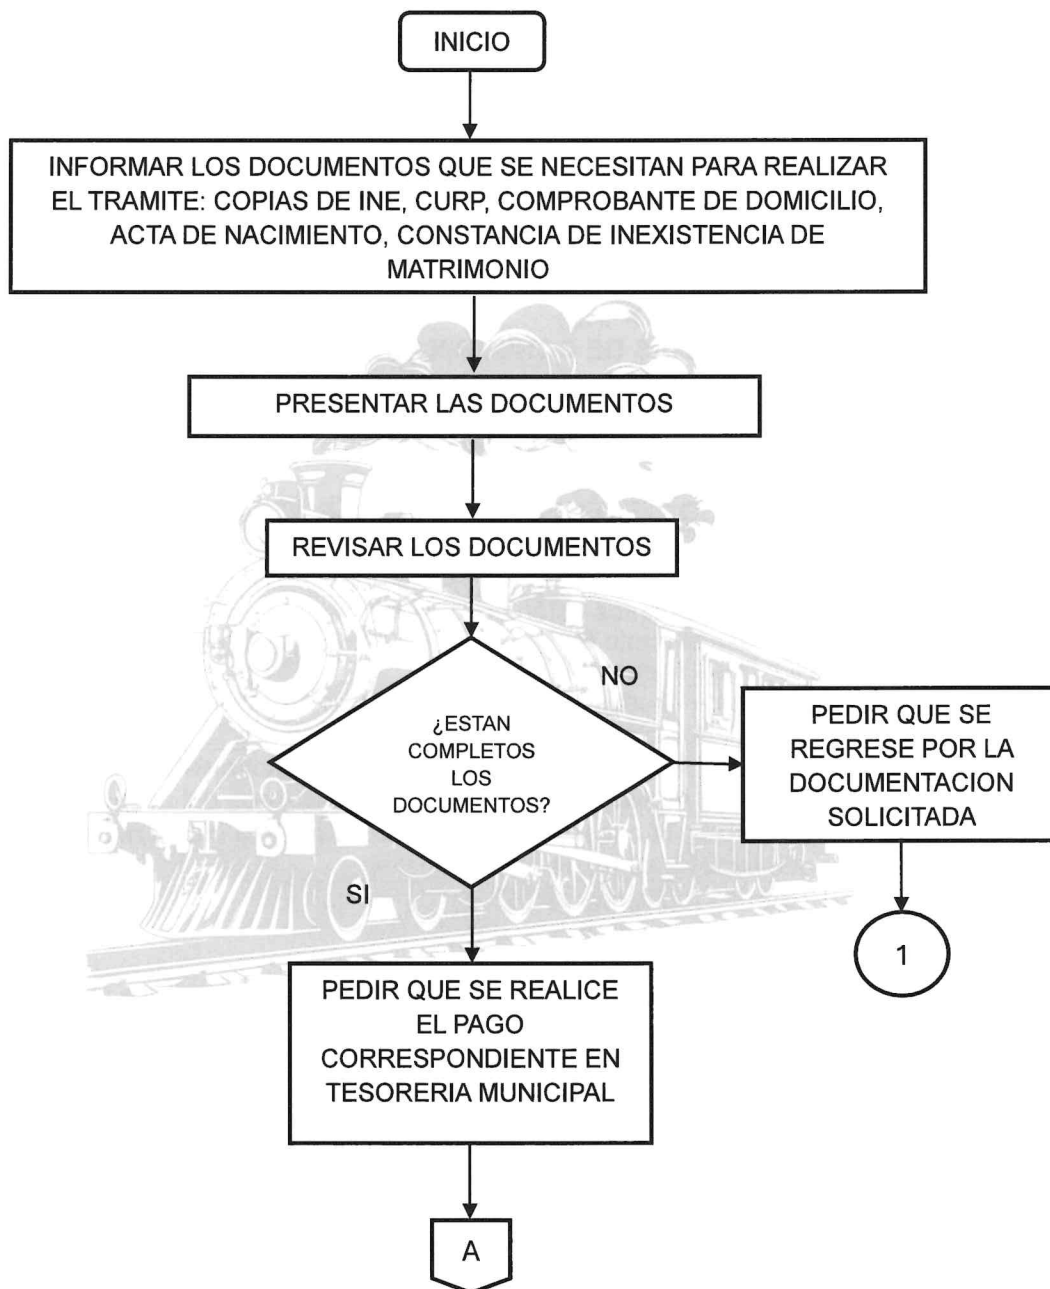 INICIO
INFORMAR LOS DOCUMENTOS QUE SE NECESITAN PARA REALIZAR
EL TRAMITE: COPIAS DE INE, CURP, COMPROBANTE DE DOMICILIO,
ACTA DE NACIMIENTO, CONSTANCIA DE INEXISTENCIA DE
MATRIMONIO
PRESENTAR LAS DOCUMENTOS
REVISAR LOS DOCUMENTOS
NO
¿ESTAN
COMPLETOS
LOS
DOCUMENTOS?
PEDIR QUE SE
REGRESE POR LA
DOCUMENTACION
SOLICITADA
SI
1
PEDIR QUE SE REALICE
EL PAGO
CORRESPONDIENTE EN
TESORERIA MUNICIPAL
A